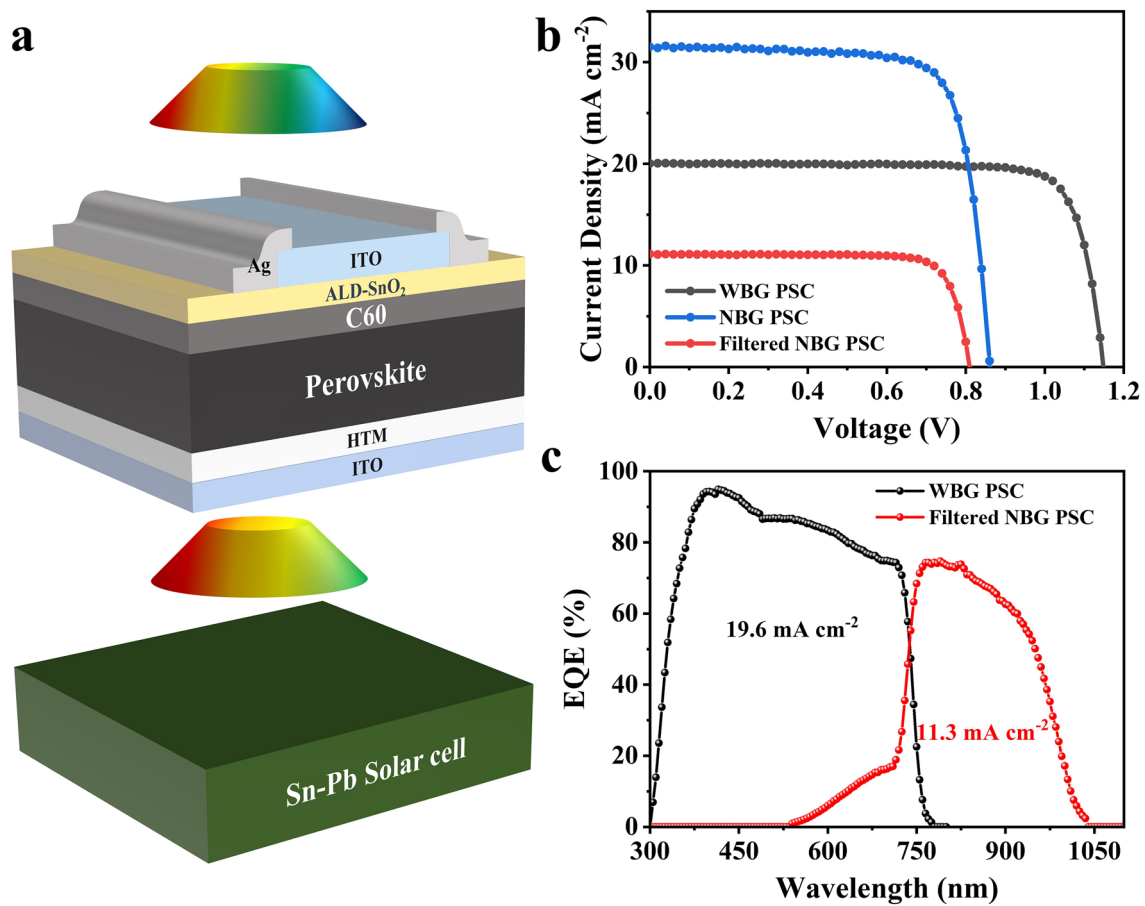 a
Ag
ITO
ALD-SnO₂
C60
Perovskite
HTM
ITO
Sn-Pb Solar cell
b
Current Density (mA cm⁻²)
30
20
10
0
WBG PSC
NBG PSC
Filtered NBG PSC
0.0 0.2 0.4 0.6 0.8 1.0 1.2
Voltage (V)
c
EQE (%)
100
80
60
40
20
0
WBG PSC
Filtered NBG PSC
19.6 mA cm⁻²
11.3 mA cm⁻²
300 450 600 750 900 1050
Wavelength (nm)